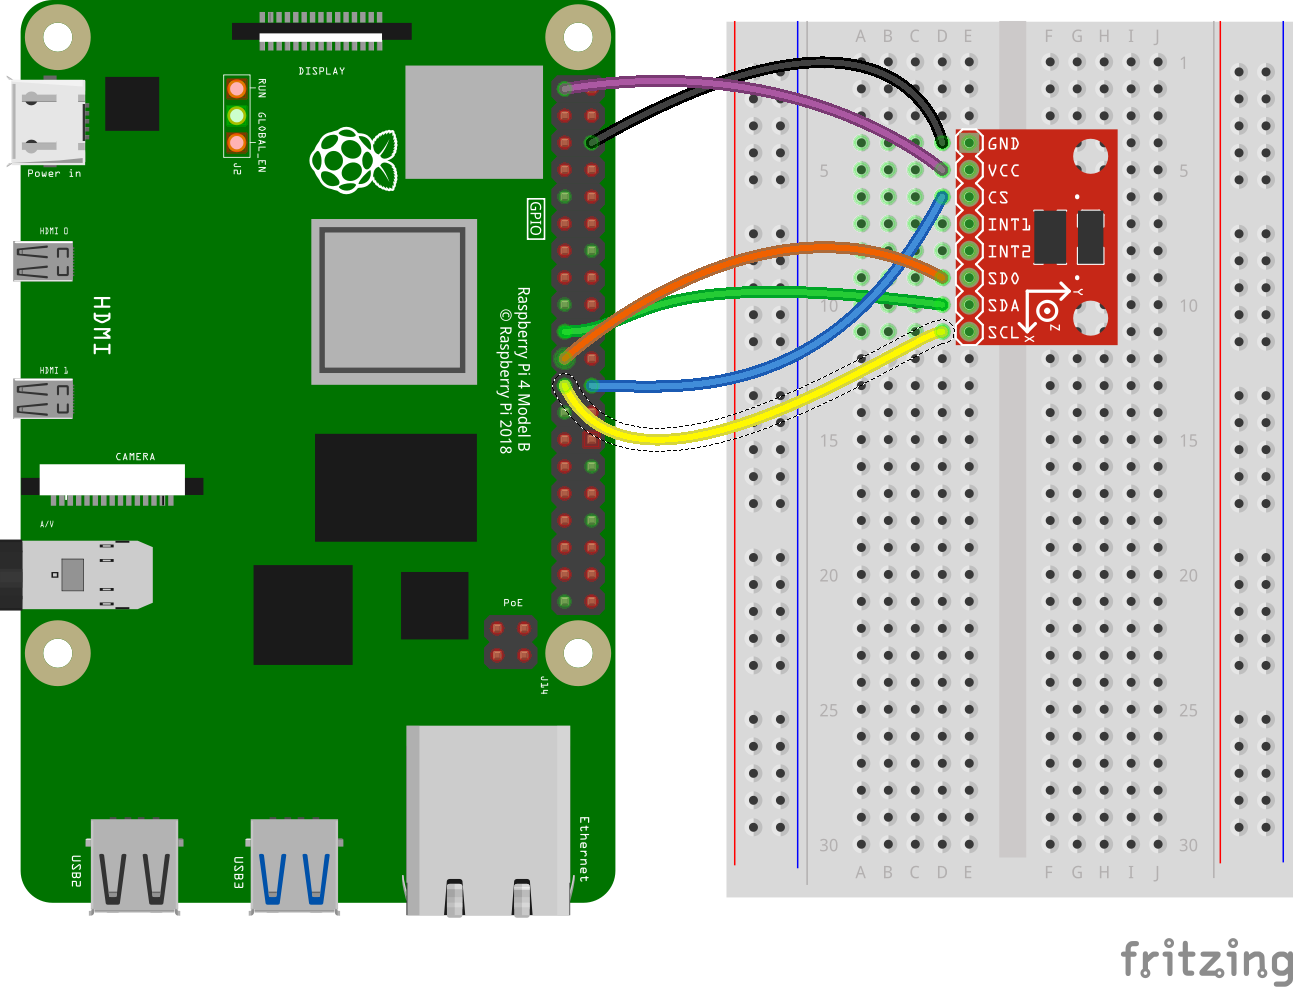 DISPLAY
RUN
GLOBAL_EN
J2
Power in
GPIO
HDMI 0
HDMI
HDMI 1
Raspberry Pi 4 Model B
© Raspberry Pi 2018
CAMERA
A/V
PoE
J14
USB2
USB3
Ethernet
A B C D E F G H I J
1 1
5 5
10 10
15 15
20 20
25 25
30 30
A B C D E F G H I J
GND
VCC
CS
INT1
INT2
SDO
SDA
SCL
X
Y
Z
fritzing